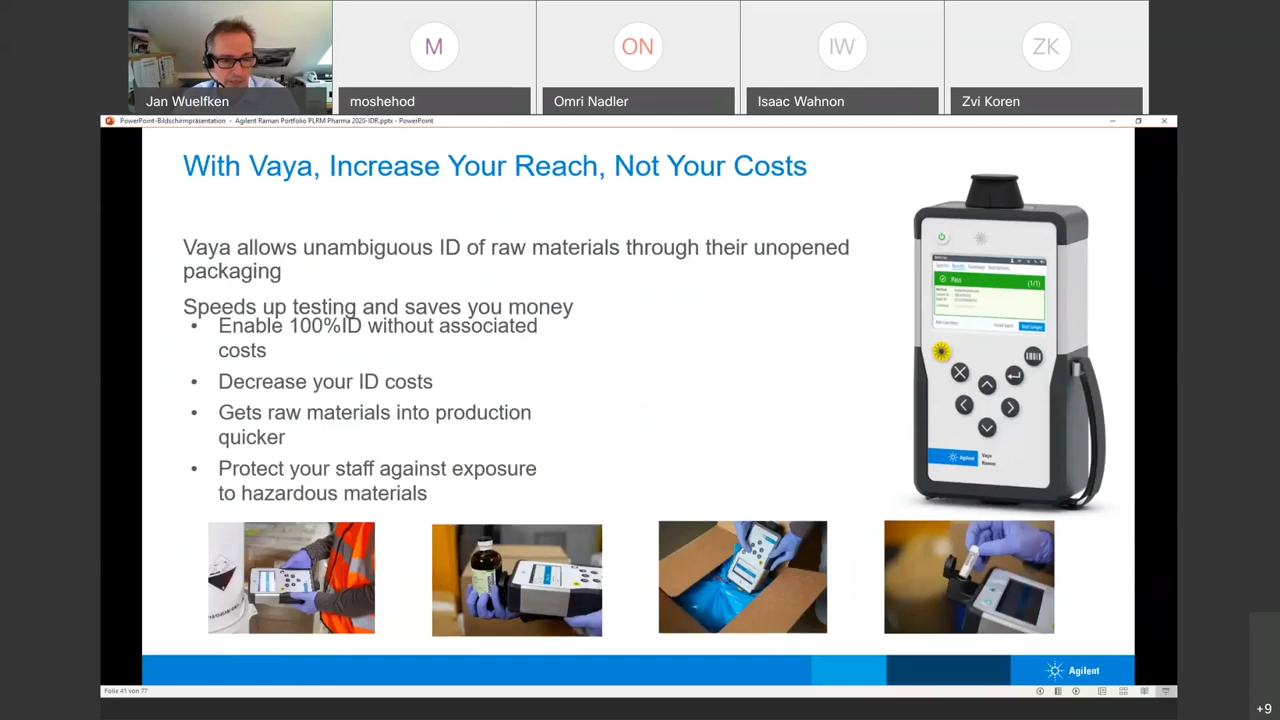 M
ON
IW
ZK
Jan Wuelfken
moshehod
Omri Nadler
Isaac Wahnon
Zvi Koren
PowerPoint-Bildschirmpräsentation - Agilent Raman Portfolio PLRM Pharma 2020-IDR.pptx - PowerPoint
With Vaya, Increase Your Reach, Not Your Costs
Vaya allows unambiguous ID of raw materials through their unopened
packaging
Speeds up testing and saves you money
• Enable 100%ID without associated
costs
• Decrease your ID costs
• Gets raw materials into production
quicker
• Protect your staff against exposure
to hazardous materials
Pass
(1/1)
Agilent
Vaya
Raman
Agilent
Folie 41 von 77
+9